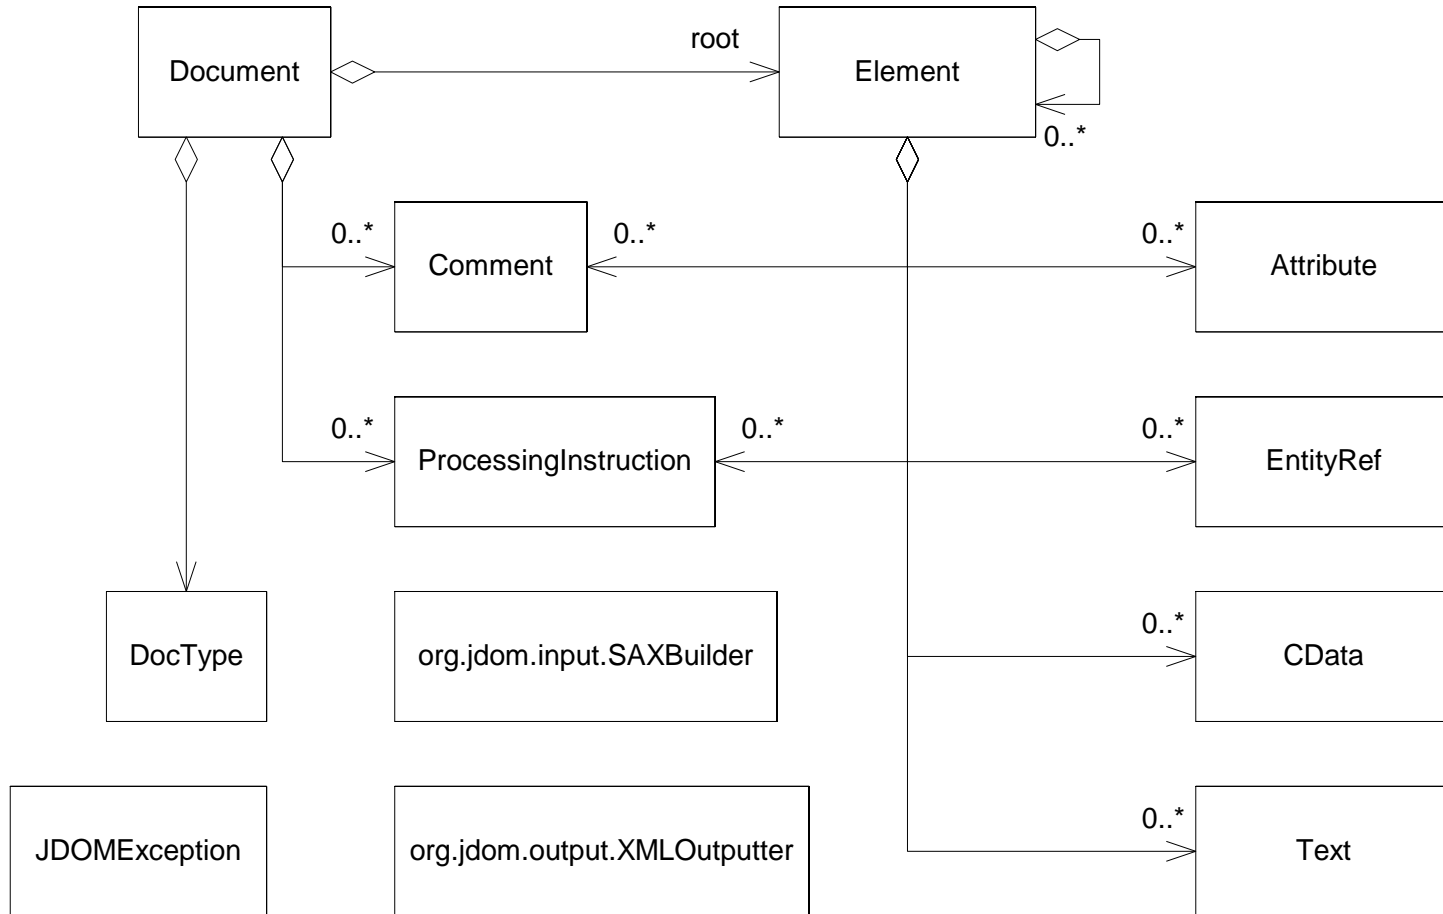 root
Document
Element
0..*
0..*
0..*
0..*
Comment
Attribute
0..*
0..*
0..*
ProcessingInstruction
EntityRef
0..*
DocType
org.jdom.input.SAXBuilder
CData
0..*
JDOMException
org.jdom.output.XMLOutputter
Text